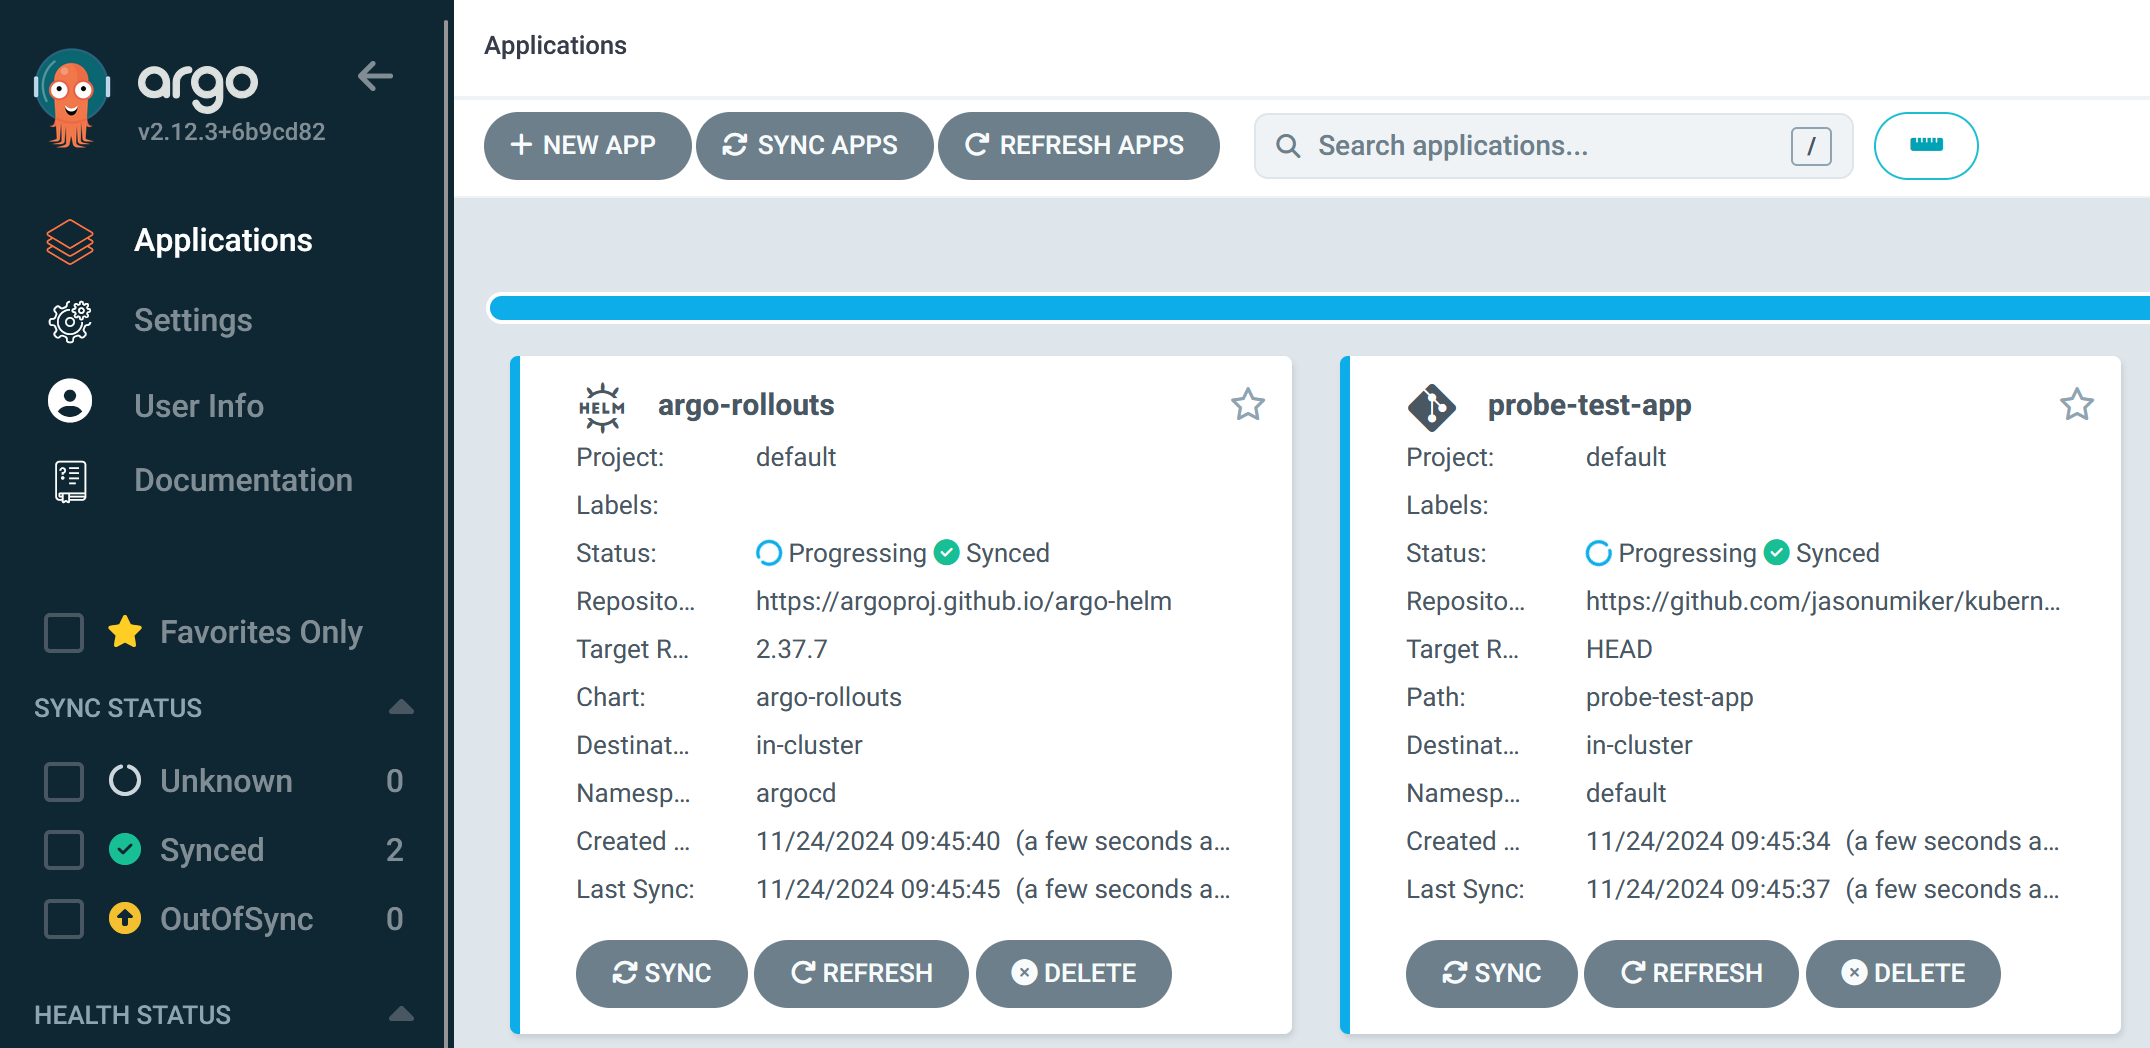 argo
v2.12.3+6b9cd82
Applications
Settings
User Info
Documentation
Favorites Only
SYNC STATUS
Unknown 0
Synced 2
OutOfSync 0
HEALTH STATUS
Applications
NEW APP SYNC APPS REFRESH APPS Search applications... /
HELM argo-rollouts
Project: default
Labels:
Status: Progressing Synced
Reposito... https://argoproj.github.io/argo-helm
Target R... 2.37.7
Chart: argo-rollouts
Destinat... in-cluster
Namesp... argocd
Created ... 11/24/2024 09:45:40 (a few seconds a...
Last Sync: 11/24/2024 09:45:45 (a few seconds a...
SYNC REFRESH DELETE
probe-test-app
Project: default
Labels:
Status: Progressing Synced
Reposito... https://github.com/jasonumiker/kubern...
Target R... HEAD
Path: probe-test-app
Destinat... in-cluster
Namesp... default
Created ... 11/24/2024 09:45:34 (a few seconds a...
Last Sync: 11/24/2024 09:45:37 (a few seconds a...
SYNC REFRESH DELETE